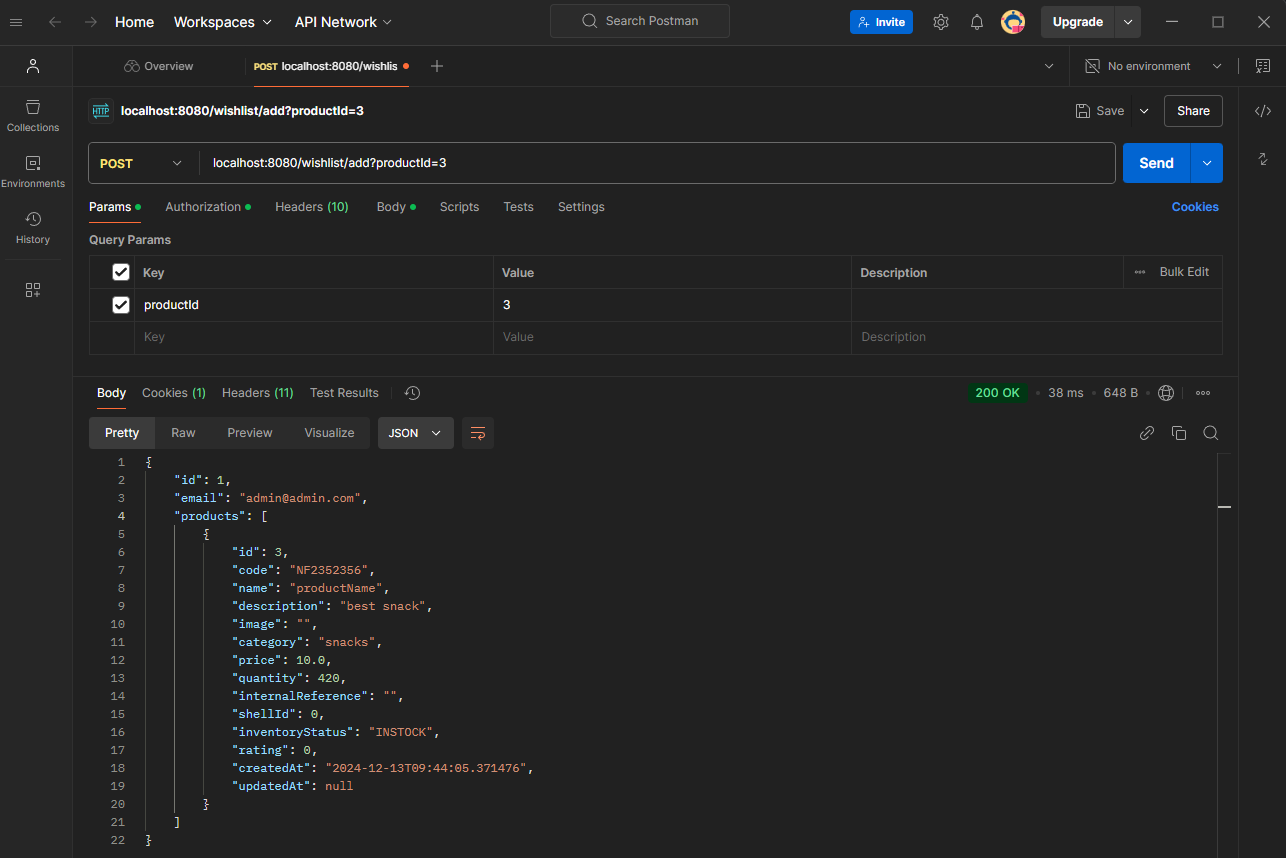 Home Workspaces API Network Search Postman Invite Upgrade
Overview POST localhost:8080/wishlis No environment
HTTP localhost:8080/wishlist/add?productId=3 Save Share
Collections
Environments
History
POST localhost:8080/wishlist/add?productId=3 Send
Params Authorization Headers (10) Body Scripts Tests Settings Cookies
Query Params
Key Value Description Bulk Edit
productId 3
Key Value Description
Body Cookies (1) Headers (11) Test Results 200 OK 38 ms 648 B
Pretty Raw Preview Visualize JSON
1 {
2 "id": 1,
3 "email": "admin@admin.com",
4 "products": [
5 {
6 "id": 3,
7 "code": "NF2352356",
8 "name": "productName",
9 "description": "best snack",
10 "image": "",
11 "category": "snacks",
12 "price": 10.0,
13 "quantity": 420,
14 "internalReference": "",
15 "shellId": 0,
16 "inventoryStatus": "INSTOCK",
17 "rating": 0,
18 "createdAt": "2024-12-13T09:44:05.371476",
19 "updatedAt": null
20 }
21 ]
22 }